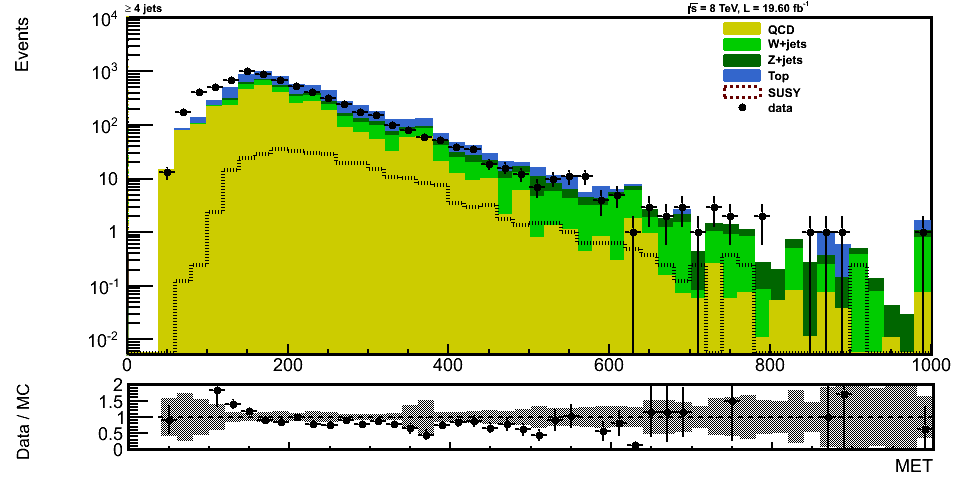 ≥ 4 jets
√s = 8 TeV, L = 19.60 fb⁻¹
Events
10⁴
10³
10²
10
1
10⁻¹
10⁻²
QCD
W+jets
Z+jets
Top
SUSY
data
0 200 400 600 800 1000
Data / MC
2
1.5
1
0.5
0
MET